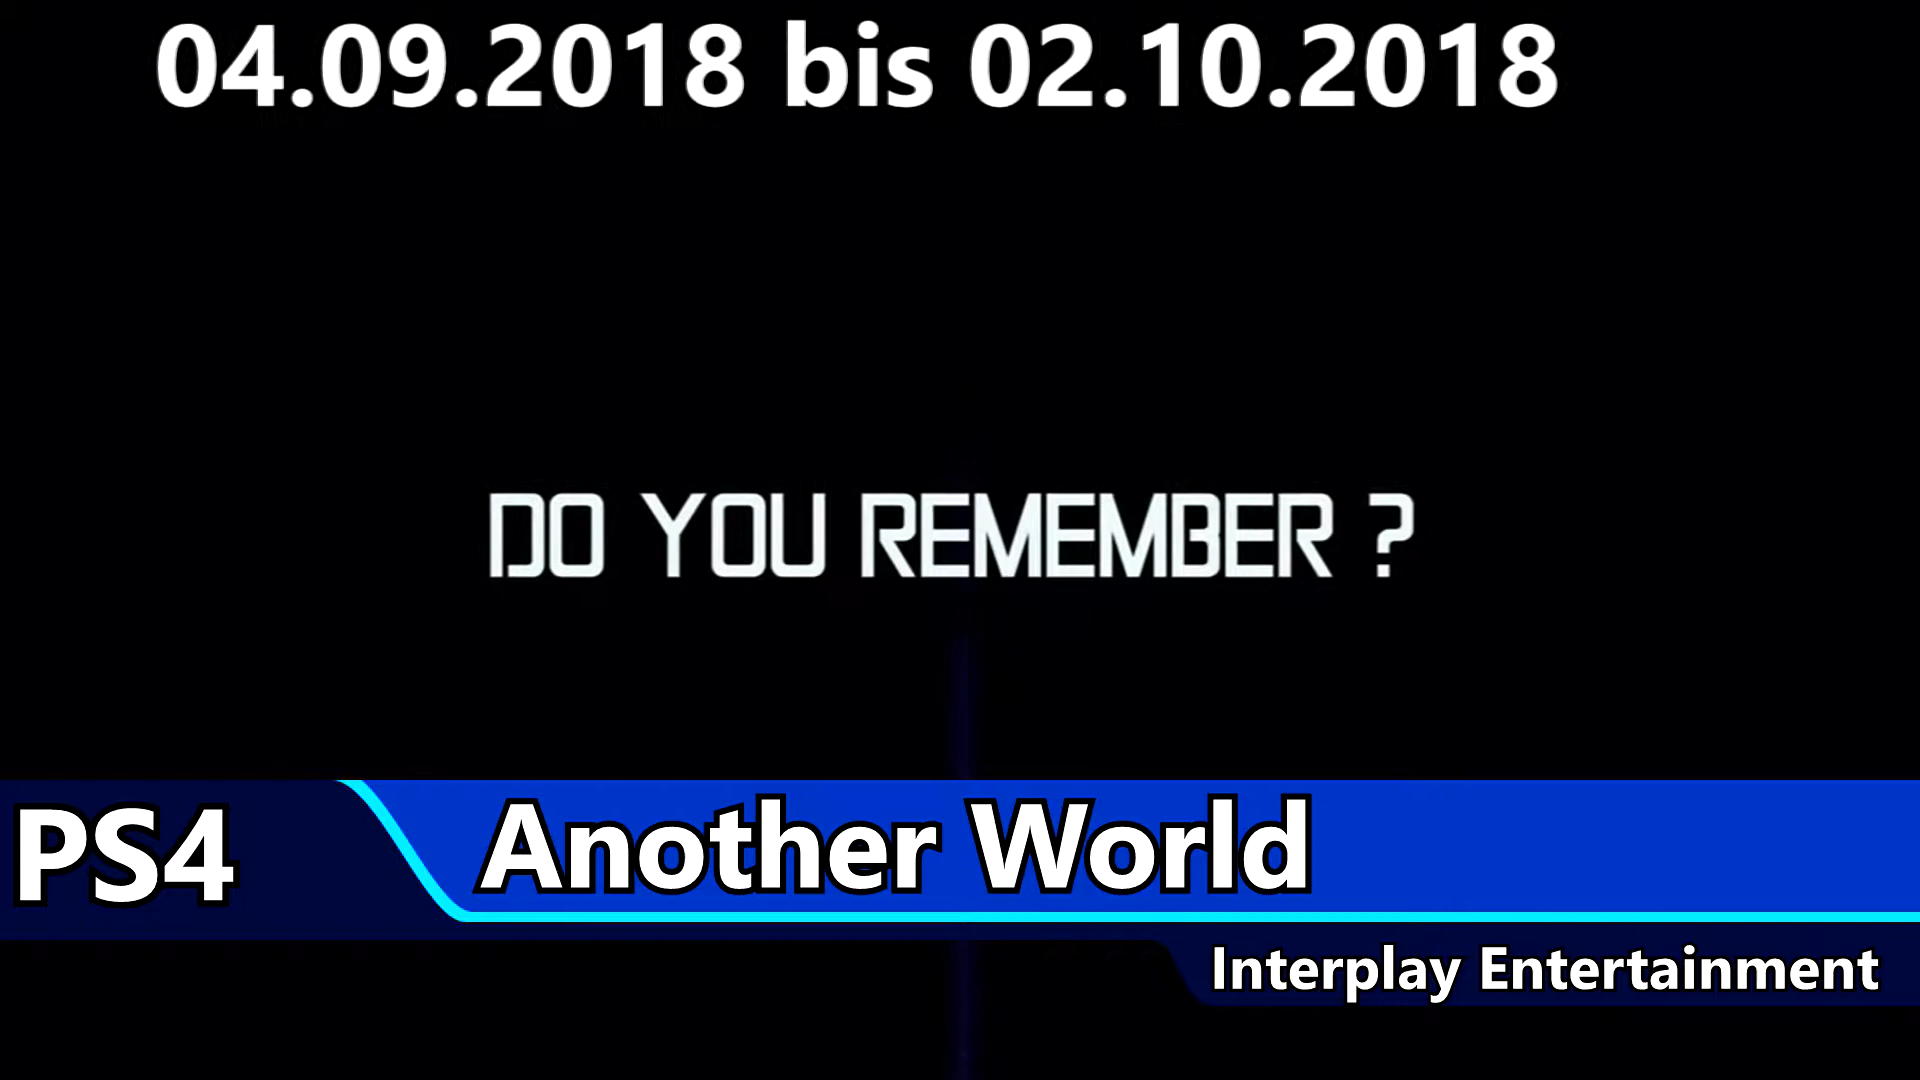 04.09.2018 bis 02.10.2018
DO YOU REMEMBER ?
PS4
Another World
Interplay Entertainment